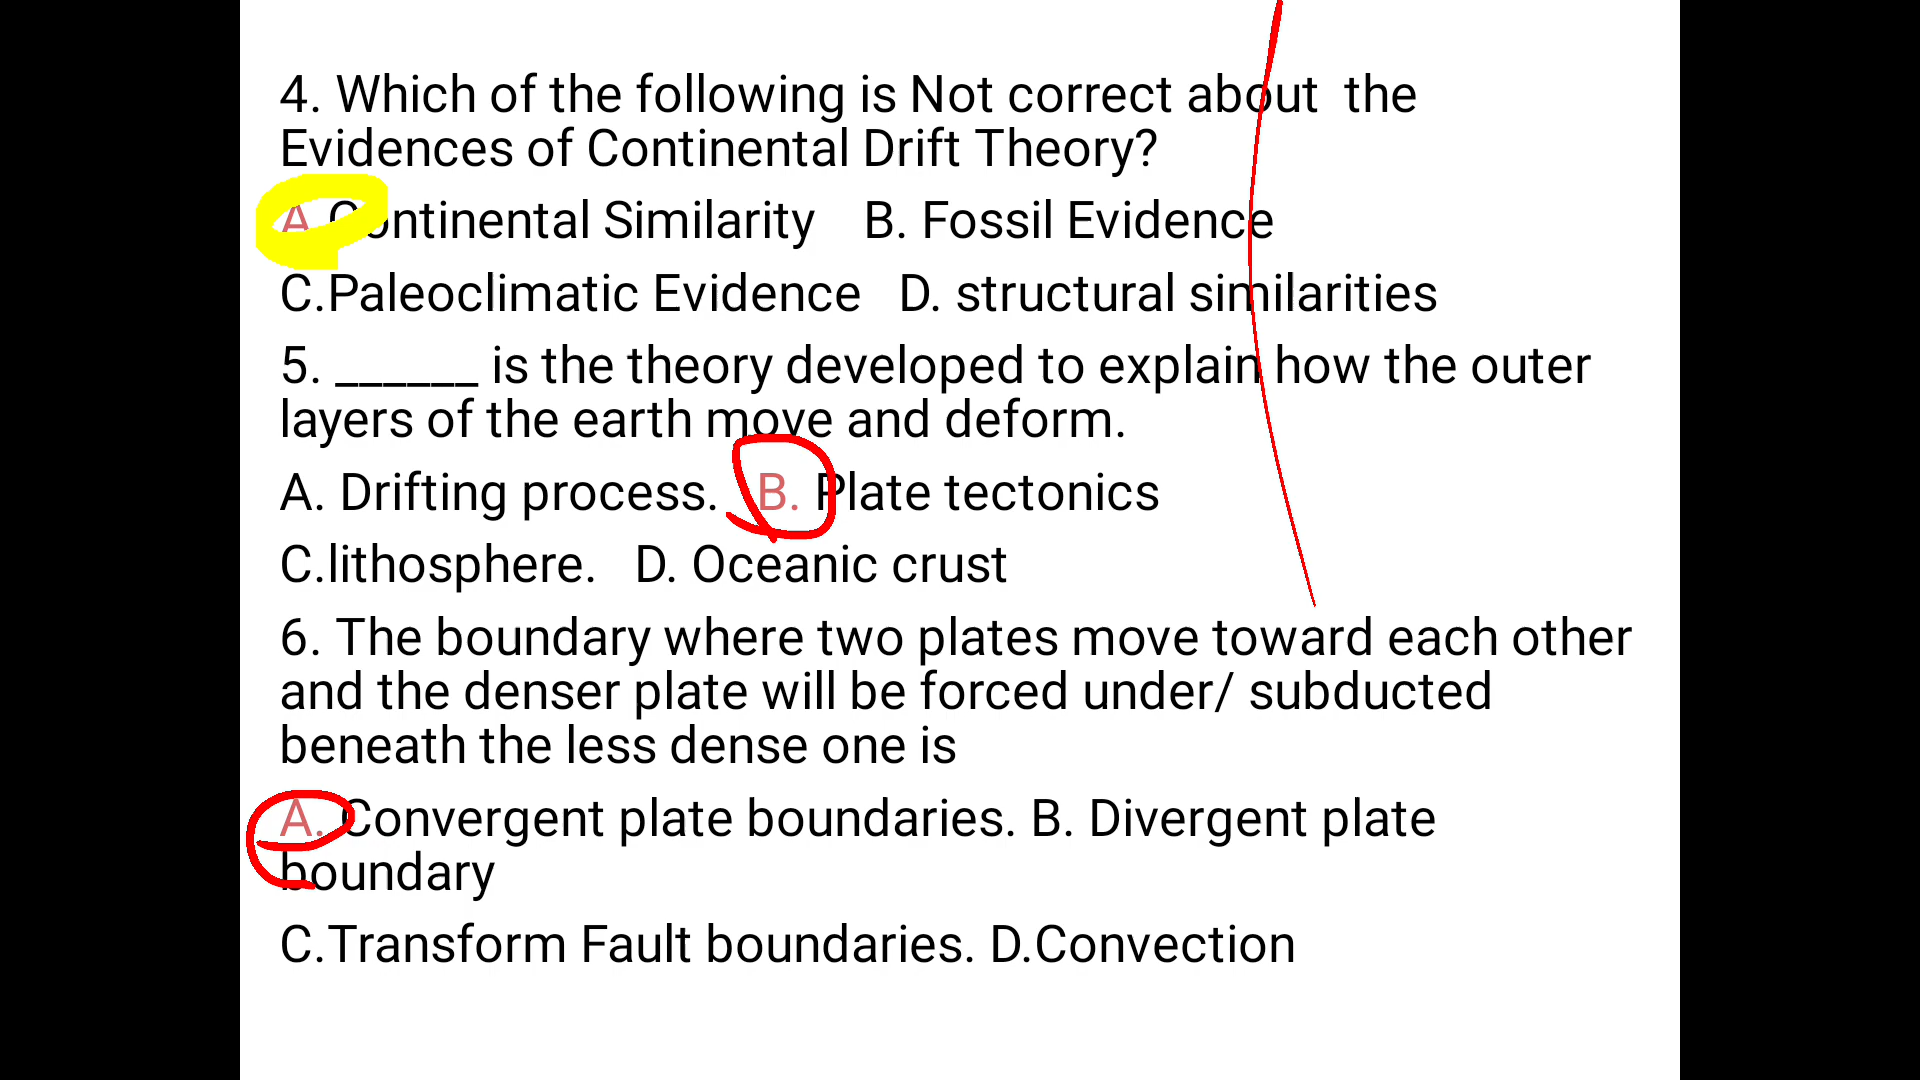 4. Which of the following is Not correct about  the
Evidences of Continental Drift Theory?
A. Continental Similarity    B. Fossil Evidence
C.Paleoclimatic Evidence   D. structural similarities
5. ______ is the theory developed to explain how the outer
layers of the earth move and deform.
A. Drifting process.   B. Plate tectonics
C.lithosphere.   D. Oceanic crust
6. The boundary where two plates move toward each other
and the denser plate will be forced under/ subducted
beneath the less dense one is
A. Convergent plate boundaries. B. Divergent plate
boundary
C.Transform Fault boundaries. D.Convection